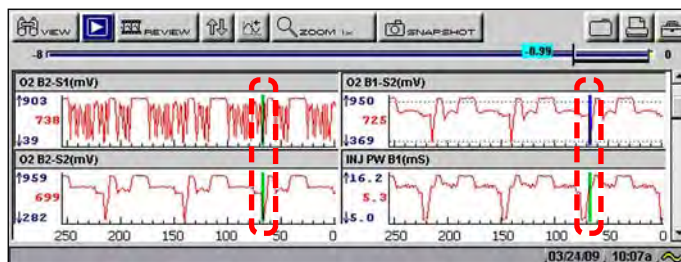 VIEW REVIEW ZOOM 1x SNAPSHOT
-8 -0.99 0
O2 B2-S1(mV) O2 B1-S2(mV)
↑903 ↑950
738 725
↓39 ↓369
O2 B2-S2(mV) INJ PW B1(mS)
↑959 ↑16.2
699 5.3
↓282 ↓5.0
250 200 150 100 50 0 250 200 150 100 50 0
03/24/09 10:07a